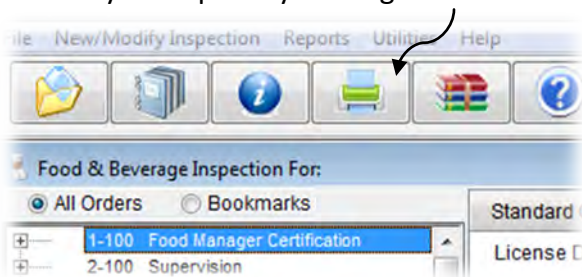 File New/Modify Inspection Reports Utilities Help
Food & Beverage Inspection For:
All Orders Bookmarks
Standard
1-100 Food Manager Certification
License
2-100 Supervision